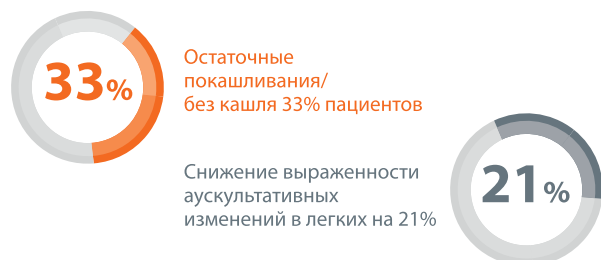 33%
Остаточные
покашливания/
без кашля 33% пациентов
Снижение выраженности
аускультативных
изменений в легких на 21%
21%